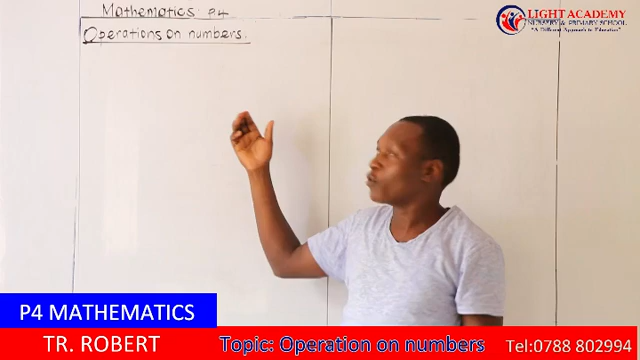 Mathematics P4
Operations on numbers.
LIGHT ACADEMY
NURSERY & PRIMARY SCHOOL
"A Different Approach to Education"
P4 MATHEMATICS
TR. ROBERT
Topic: Operation on numbers
Tel:0788 802994